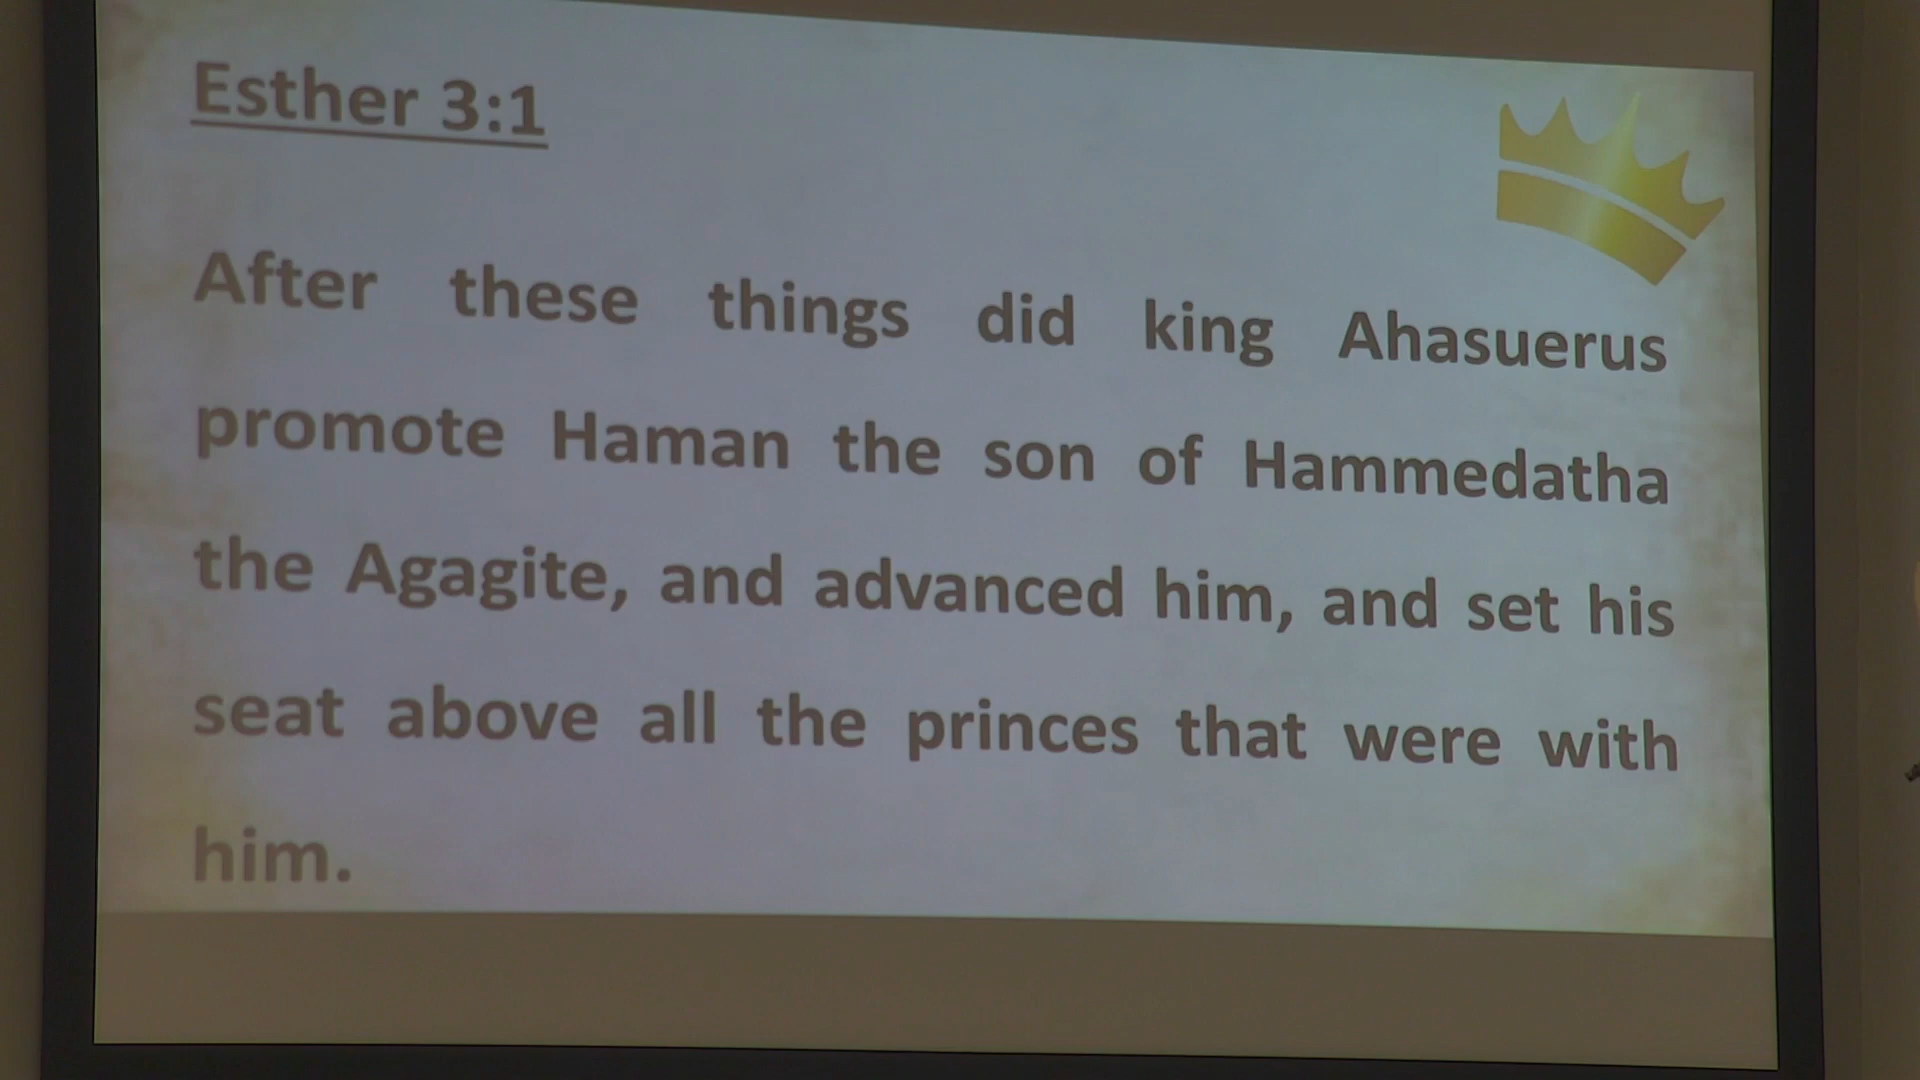 Esther 3:1
After these things did king Ahasuerus
promote Haman the son of Hammedatha
the Agagite, and advanced him, and set his
seat above all the princes that were with
him.